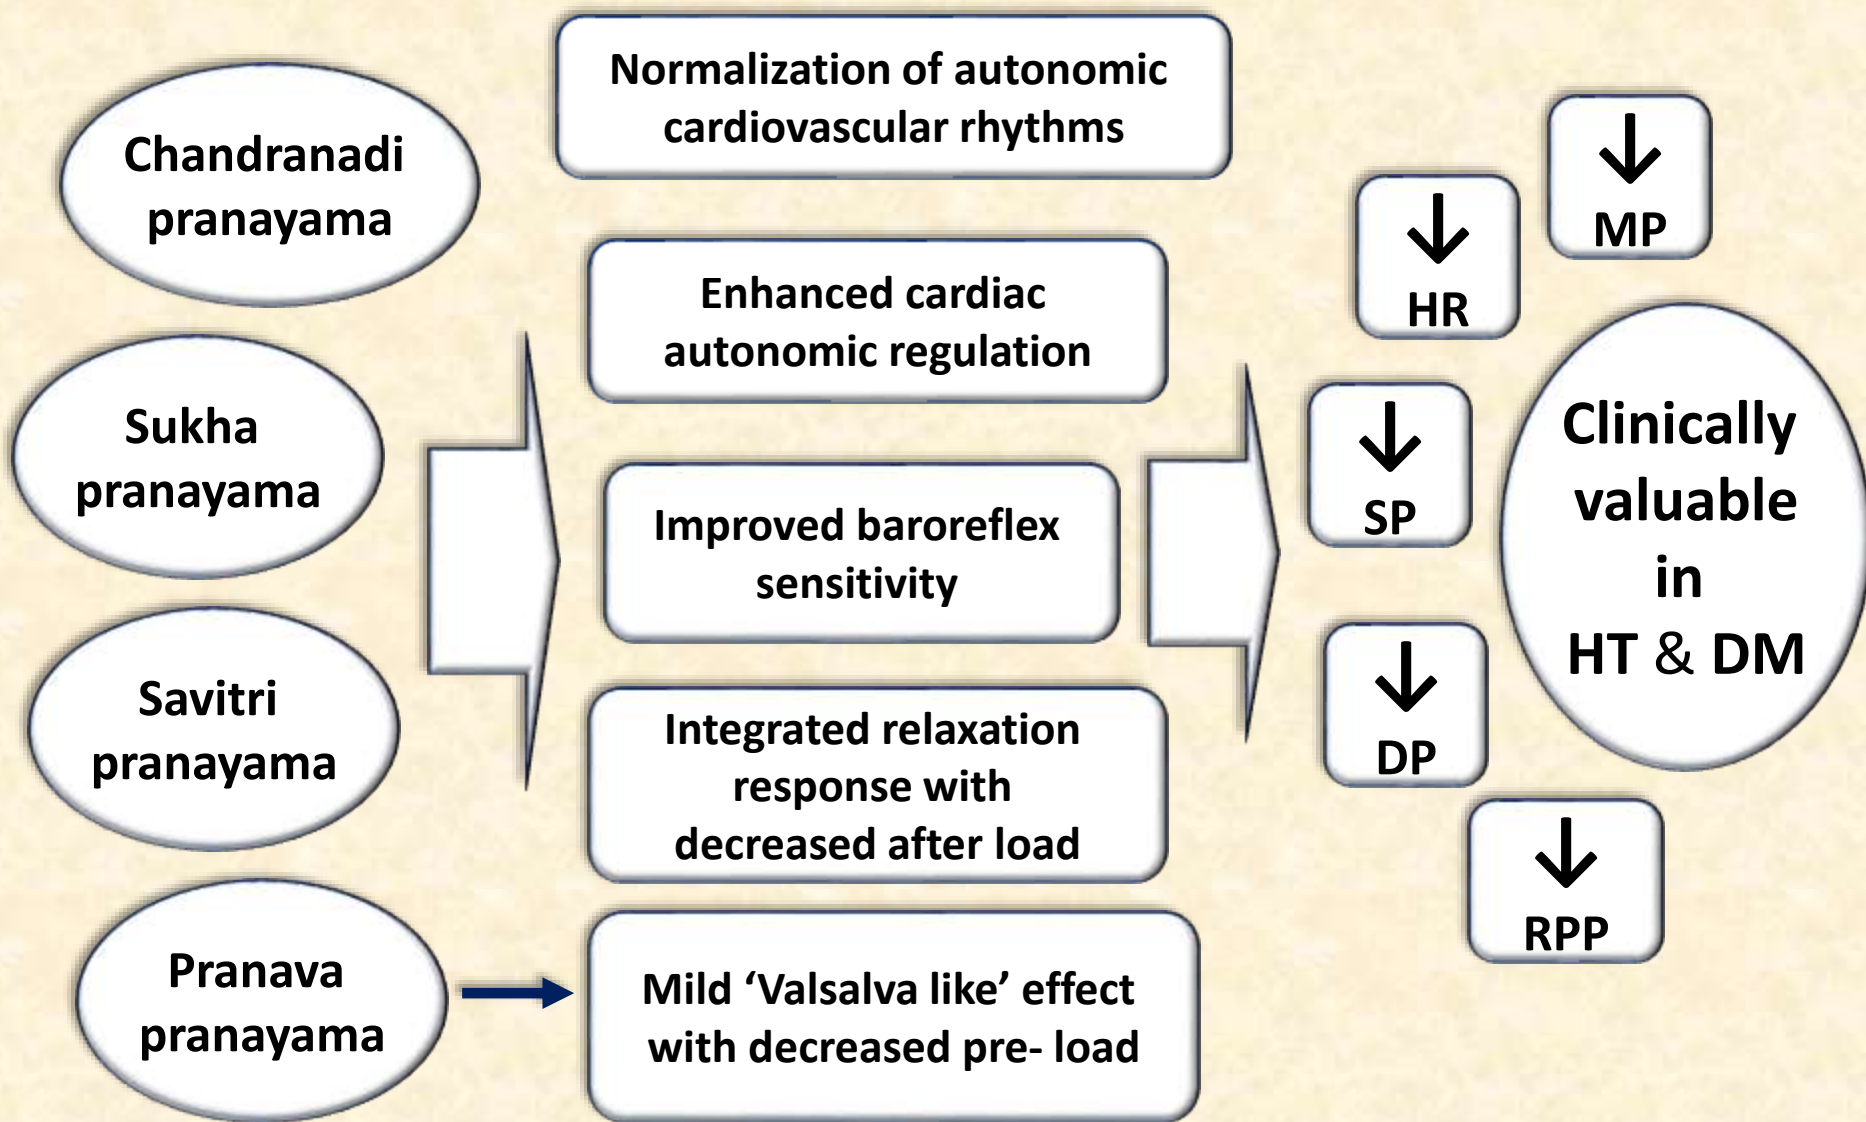 Chandranadi
pranayama
Sukha
pranayama
Savitri
pranayama
Pranava
pranayama
Normalization of autonomic
cardiovascular rhythms
Enhanced cardiac
autonomic regulation
Improved baroreflex
sensitivity
Integrated relaxation
response with
decreased after load
Mild ‘Valsalva like’ effect
with decreased pre- load
↓
MP
↓
HR
↓
SP
↓
DP
↓
RPP
Clinically
valuable
in
HT & DM